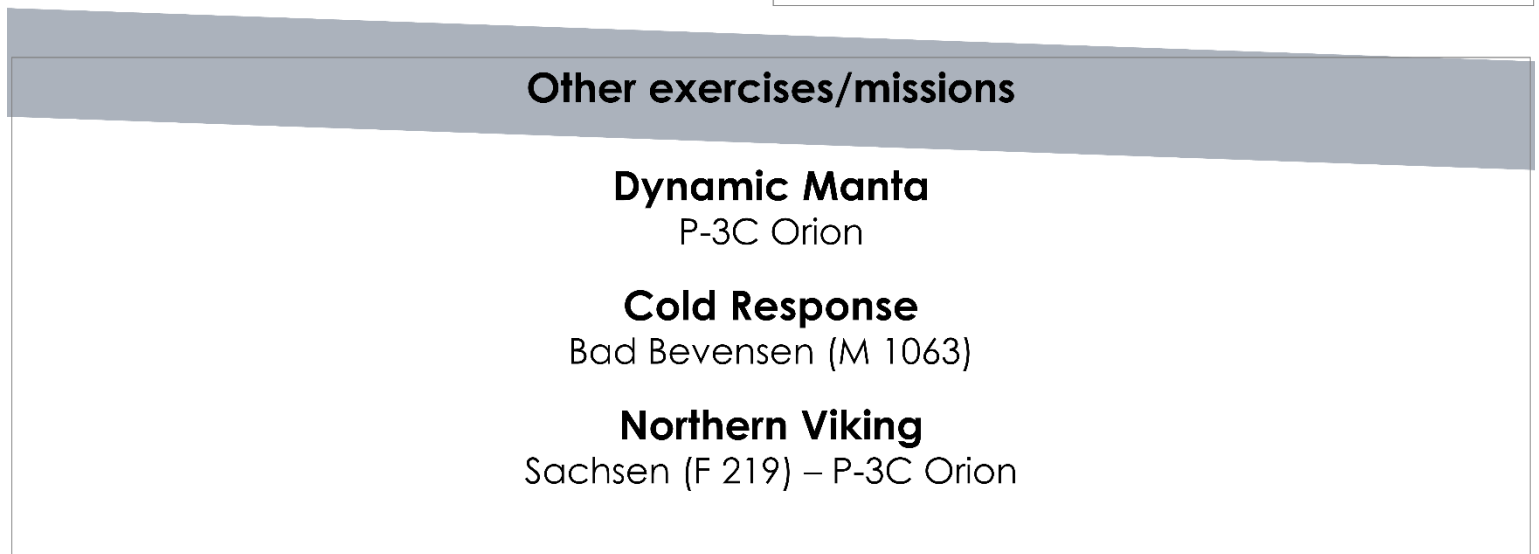 Other exercises/missions
Dynamic Manta
P-3C Orion
Cold Response
Bad Bevensen (M 1063)
Northern Viking
Sachsen (F 219) – P-3C Orion